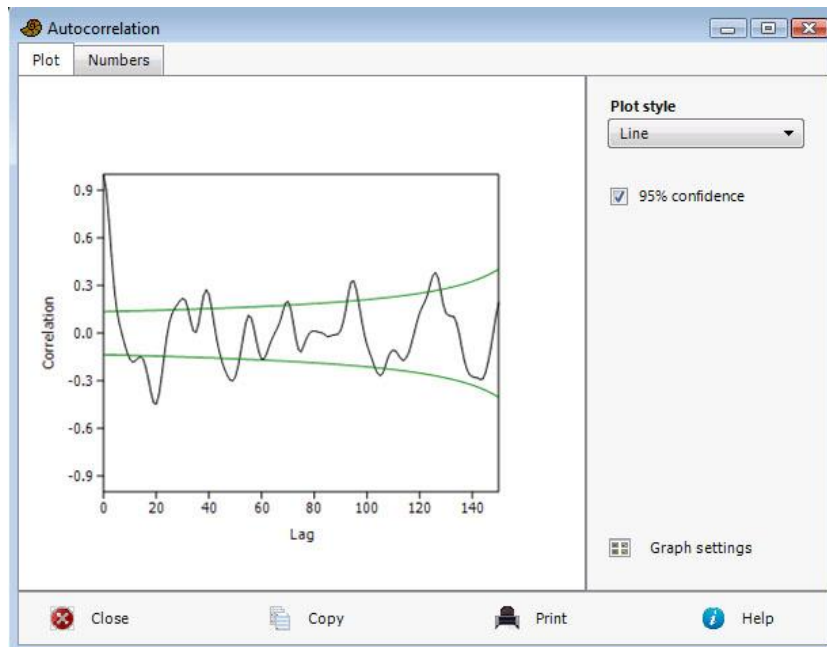 Autocorrelation
Plot Numbers
Plot style
Line
95% confidence
0.9
0.6
0.3
0.0
-0.3
-0.6
-0.9
Correlation
0 20 40 60 80 100 120 140
Lag
Graph settings
Close Copy Print Help